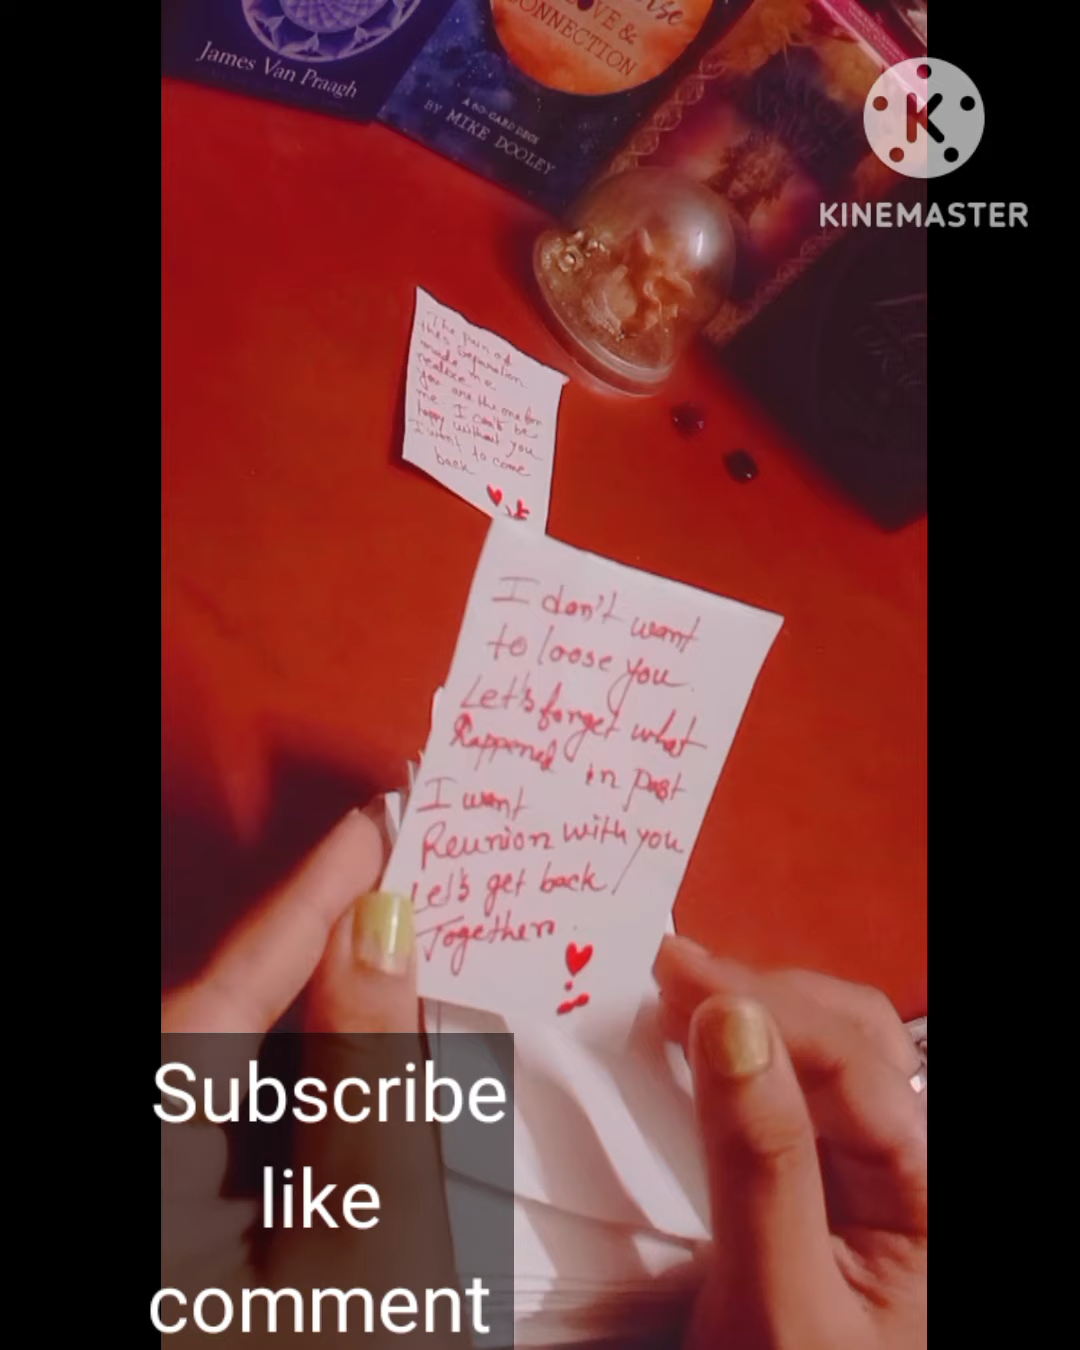 James Van Praagh
LOVE &
CONNECTION
A 60-CARD DECK
BY MIKE DOOLEY
KINEMASTER
The pain of
this Separation
made me
realize
you are the one for
me. I can't be
happy without you
I want to come
back
I don't want
to loose you.
Let's forget what
Happened in past
I want
Reunion with you
Let's get back
Together.
Subscribe
like
comment